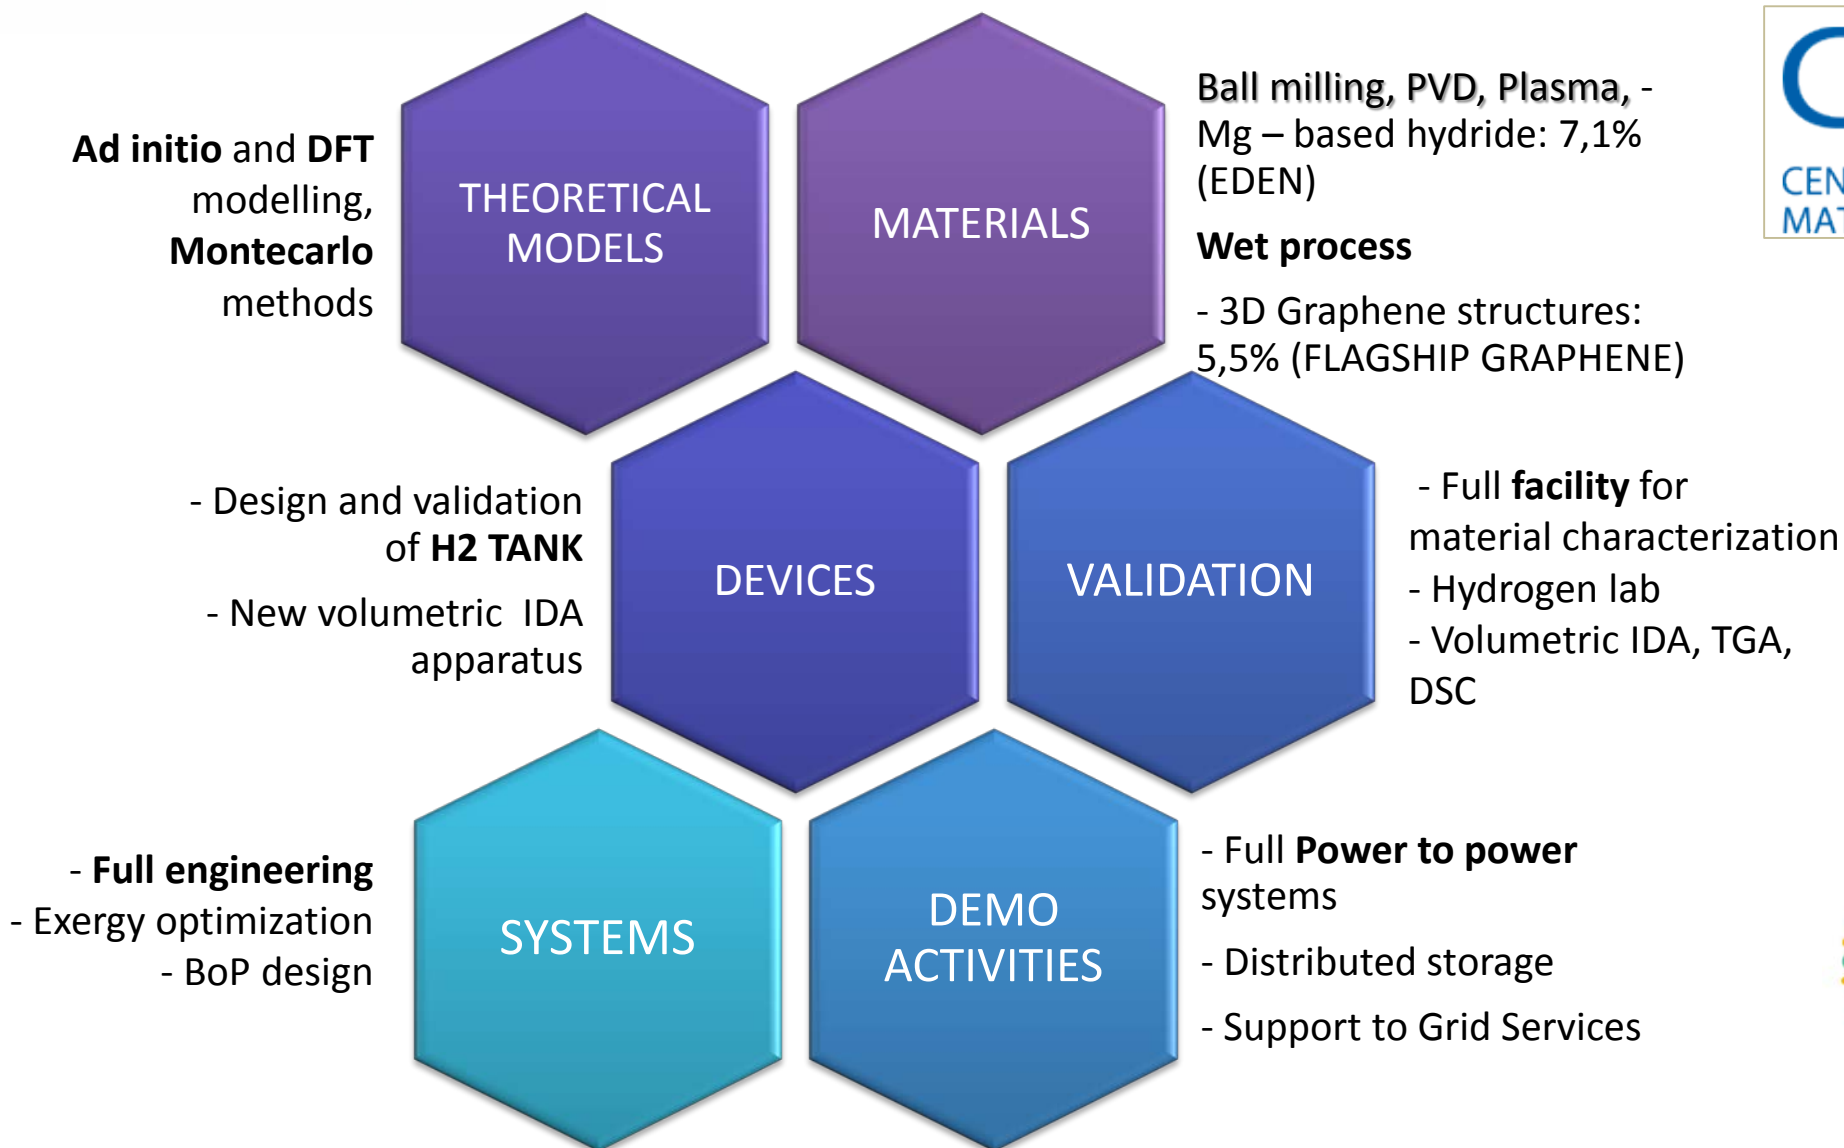 Ad initio and DFT
modelling,
Montecarlo
methods
THEORETICAL
MODELS
MATERIALS
Ball milling, PVD, Plasma, -
Mg – based hydride: 7,1%
(EDEN)
Wet process
- 3D Graphene structures:
5,5% (FLAGSHIP GRAPHENE)
C
CEN
MAT
- Design and validation
of H2 TANK
- New volumetric IDA
apparatus
DEVICES
VALIDATION
- Full facility for
material characterization
- Hydrogen lab
- Volumetric IDA, TGA,
DSC
- Full engineering
- Exergy optimization
- BoP design
SYSTEMS
DEMO
ACTIVITIES
- Full Power to power
systems
- Distributed storage
- Support to Grid Services